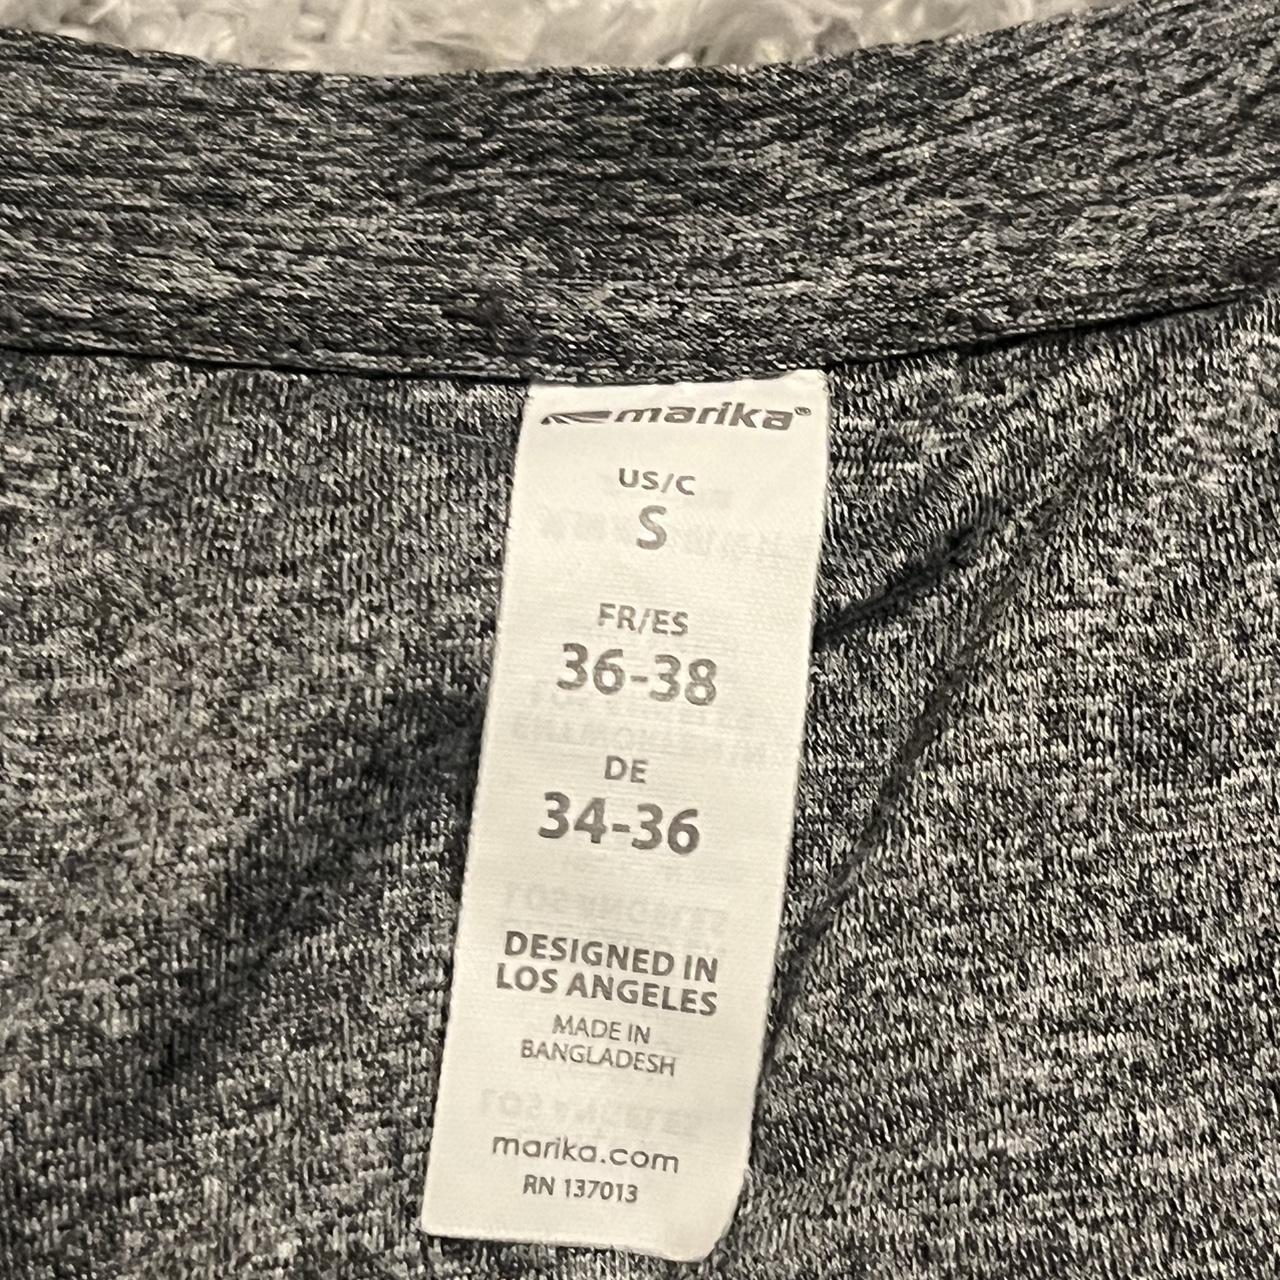 marika®
US/C
S
FR/ES
36-38
DE
34-36
DESIGNED IN
LOS ANGELES
MADE IN
BANGLADESH
marika.com
RN 137013